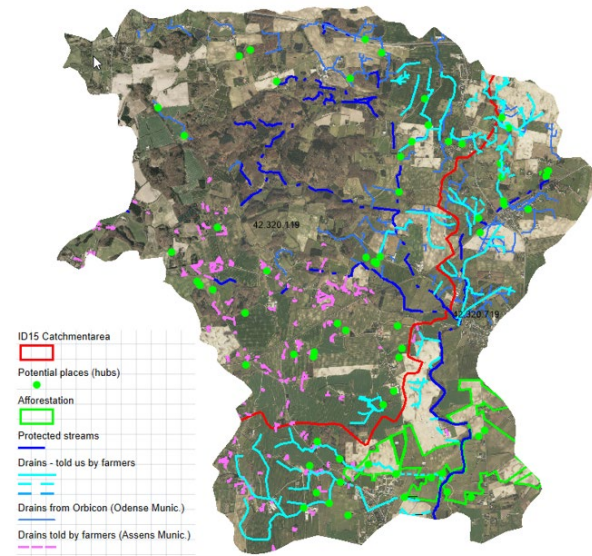 42.320.119
42.320.719
ID15 Catchmentarea
Potential places (hubs)
Afforestation
Protected streams
Drains - told us by farmers
Drains from Orbicon (Odense Munic.)
Drains told by farmers (Assens Munic.)